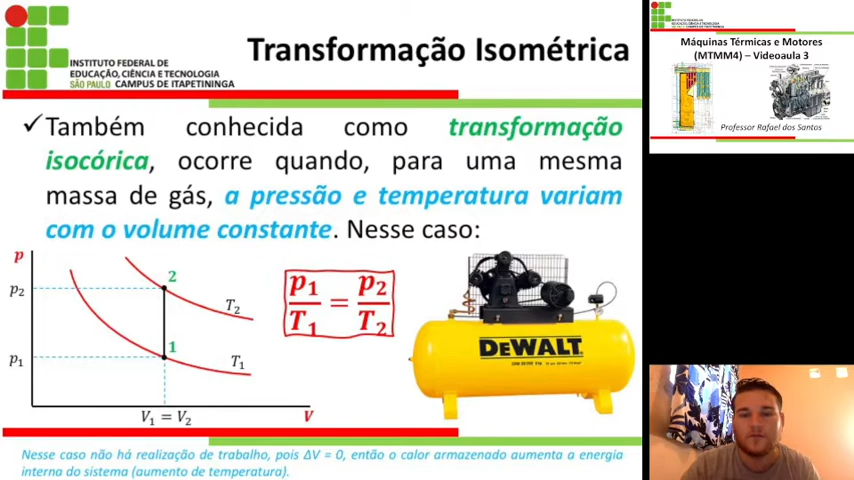 INSTITUTO FEDERAL DE
EDUCAÇÃO, CIÊNCIA E TECNOLOGIA
SÃO PAULO CAMPUS DE ITAPETININGA
Transformação Isométrica
✓Também conhecida como transformação
isocórica, ocorre quando, para uma mesma
massa de gás, a pressão e temperatura variam
com o volume constante. Nesse caso:
p
p₂
p₁
2
1
T₂
T₁
V₁ = V₂
V
p₁/T₁ = p₂/T₂
DEWALT
Nesse caso não há realização de trabalho, pois ΔV = 0, então o calor armazenado aumenta a energia
interna do sistema (aumento de temperatura).
Máquinas Térmicas e Motores
(MTMM4) – Videoaula 3
Professor Rafael dos Santos